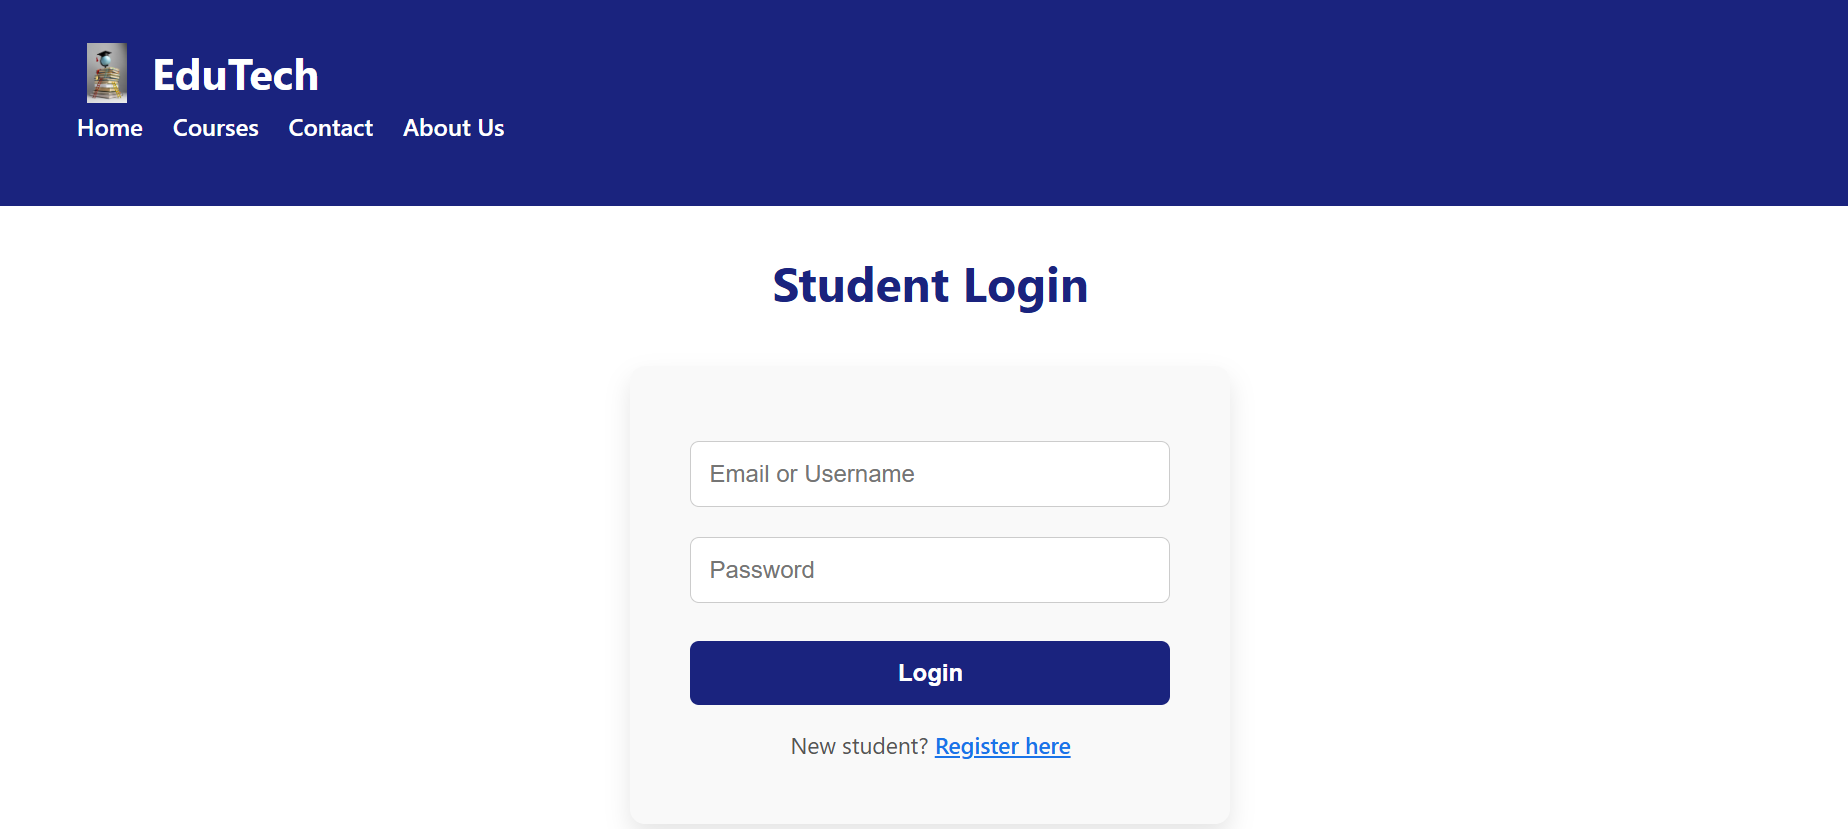 EduTech
Home Courses Contact About Us
Student Login
Email or Username
Password
Login
New student? Register here